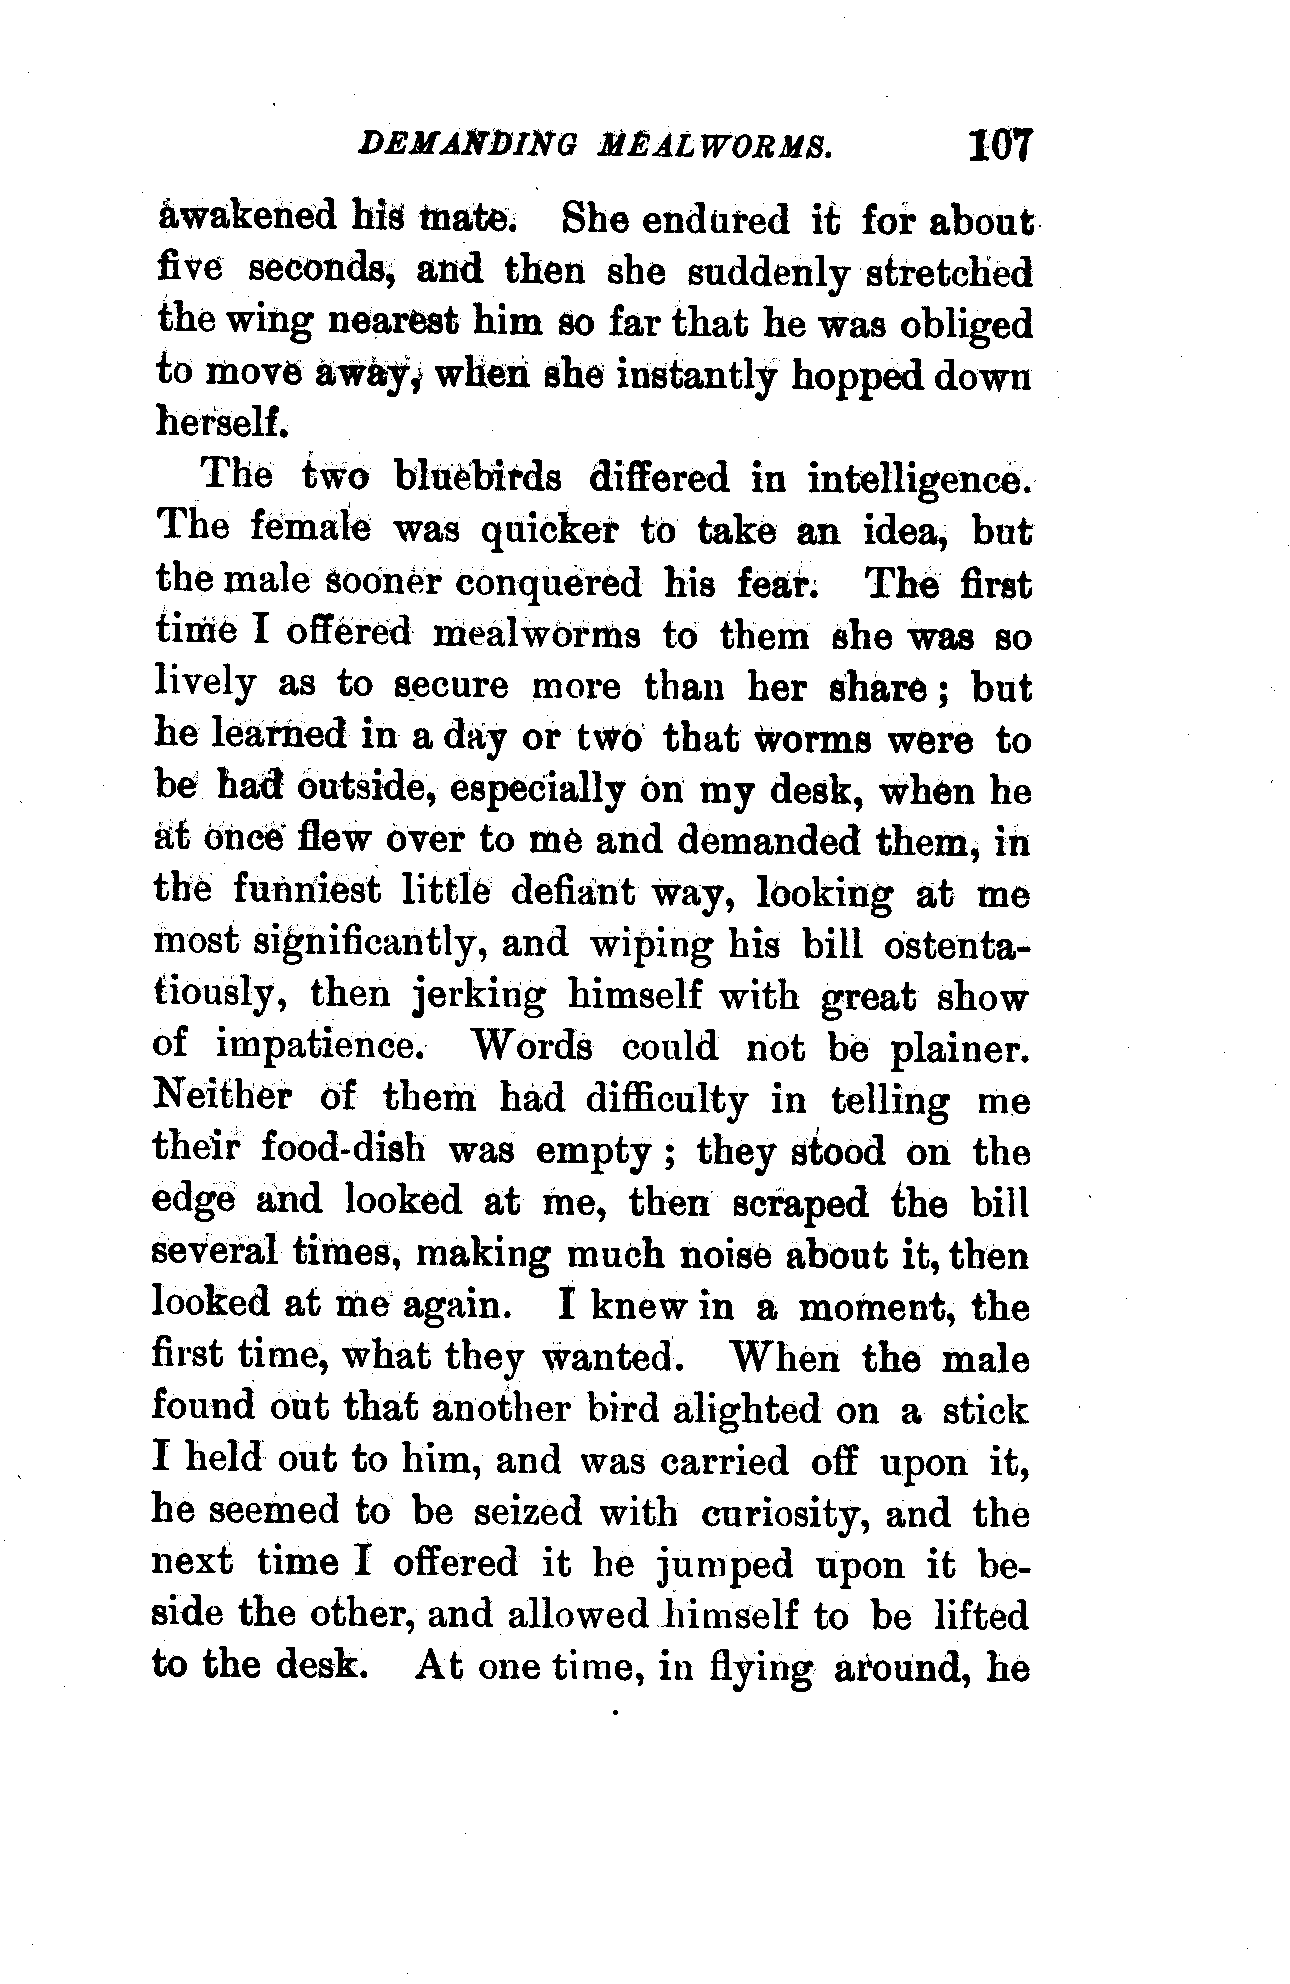 DEMANDING MEALWORMS. 107
awakened his mate. She endured it for about
five seconds, and then she suddenly stretched
the wing nearest him so far that he was obliged
to move away, when she instantly hopped down
herself.
The two bluebirds differed in intelligence.
The female was quicker to take an idea, but
the male sooner conquered his fear. The first
time I offered mealworms to them she was so
lively as to secure more than her share; but
he learned in a day or two that worms were to
be had outside, especially on my desk, when he
at once flew over to me and demanded them, in
the funniest little defiant way, looking at me
most significantly, and wiping his bill ostenta-
tiously, then jerking himself with great show
of impatience. Words could not be plainer.
Neither of them had difficulty in telling me
their food-dish was empty; they stood on the
edge and looked at me, then scraped the bill
several times, making much noise about it, then
looked at me again. I knew in a moment, the
first time, what they wanted. When the male
found out that another bird alighted on a stick
I held out to him, and was carried off upon it,
he seemed to be seized with curiosity, and the
next time I offered it he jumped upon it be-
side the other, and allowed himself to be lifted
to the desk. At one time, in flying around, he